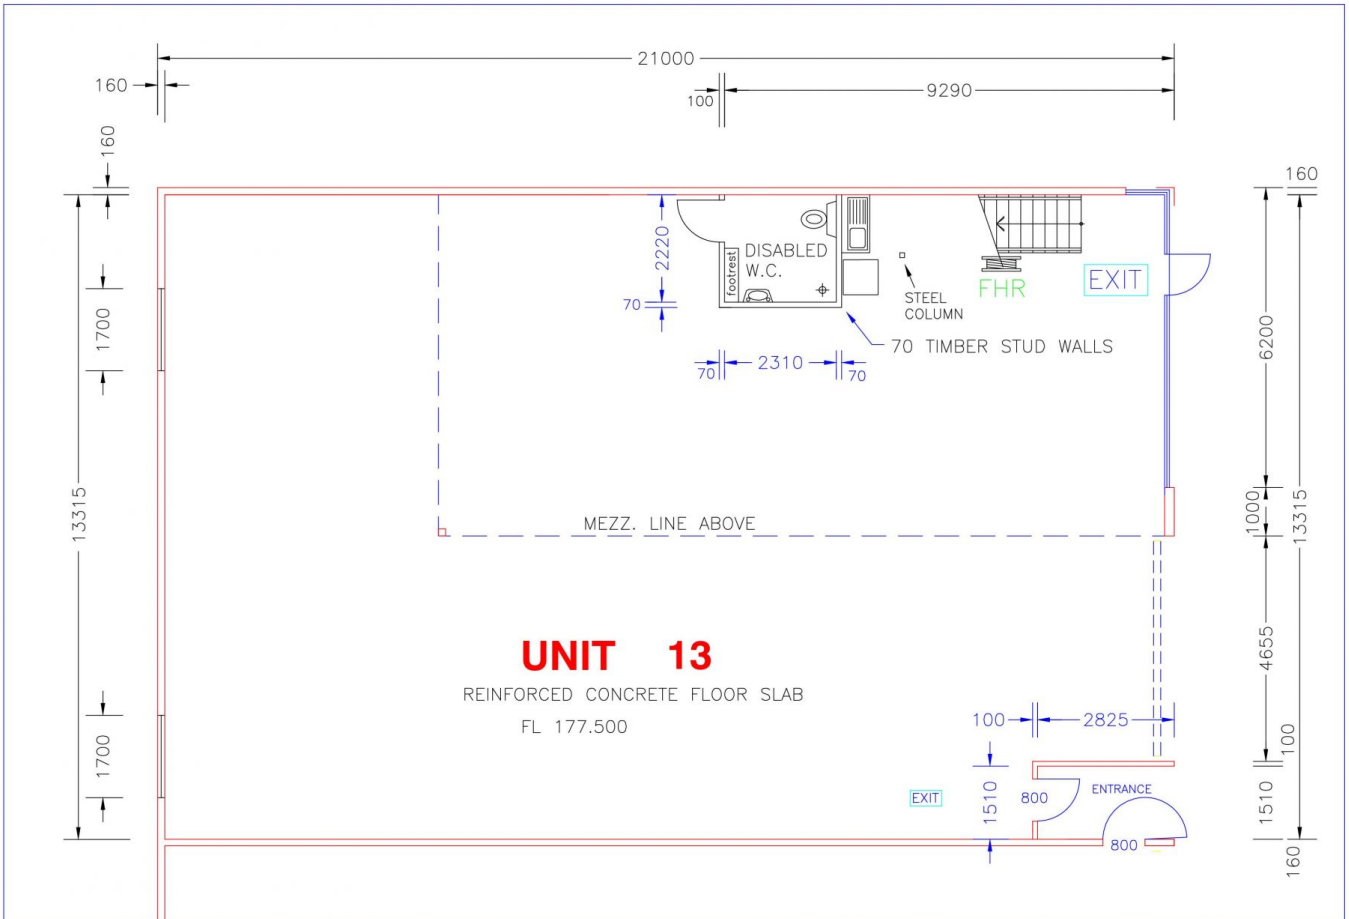 21000
160
100
9290
160
160
2220
DISABLED
W.C.
footrest
EXIT
FHR
STEEL
COLUMN
70
1700
70 TIMBER STUD WALLS
6200
70
2310
70
13315
MEZZ. LINE ABOVE
1000
13315
UNIT 13
REINFORCED CONCRETE FLOOR SLAB
FL 177.500
4655
100
2825
100
1700
1510
800
ENTRANCE
EXIT
1510
800
160